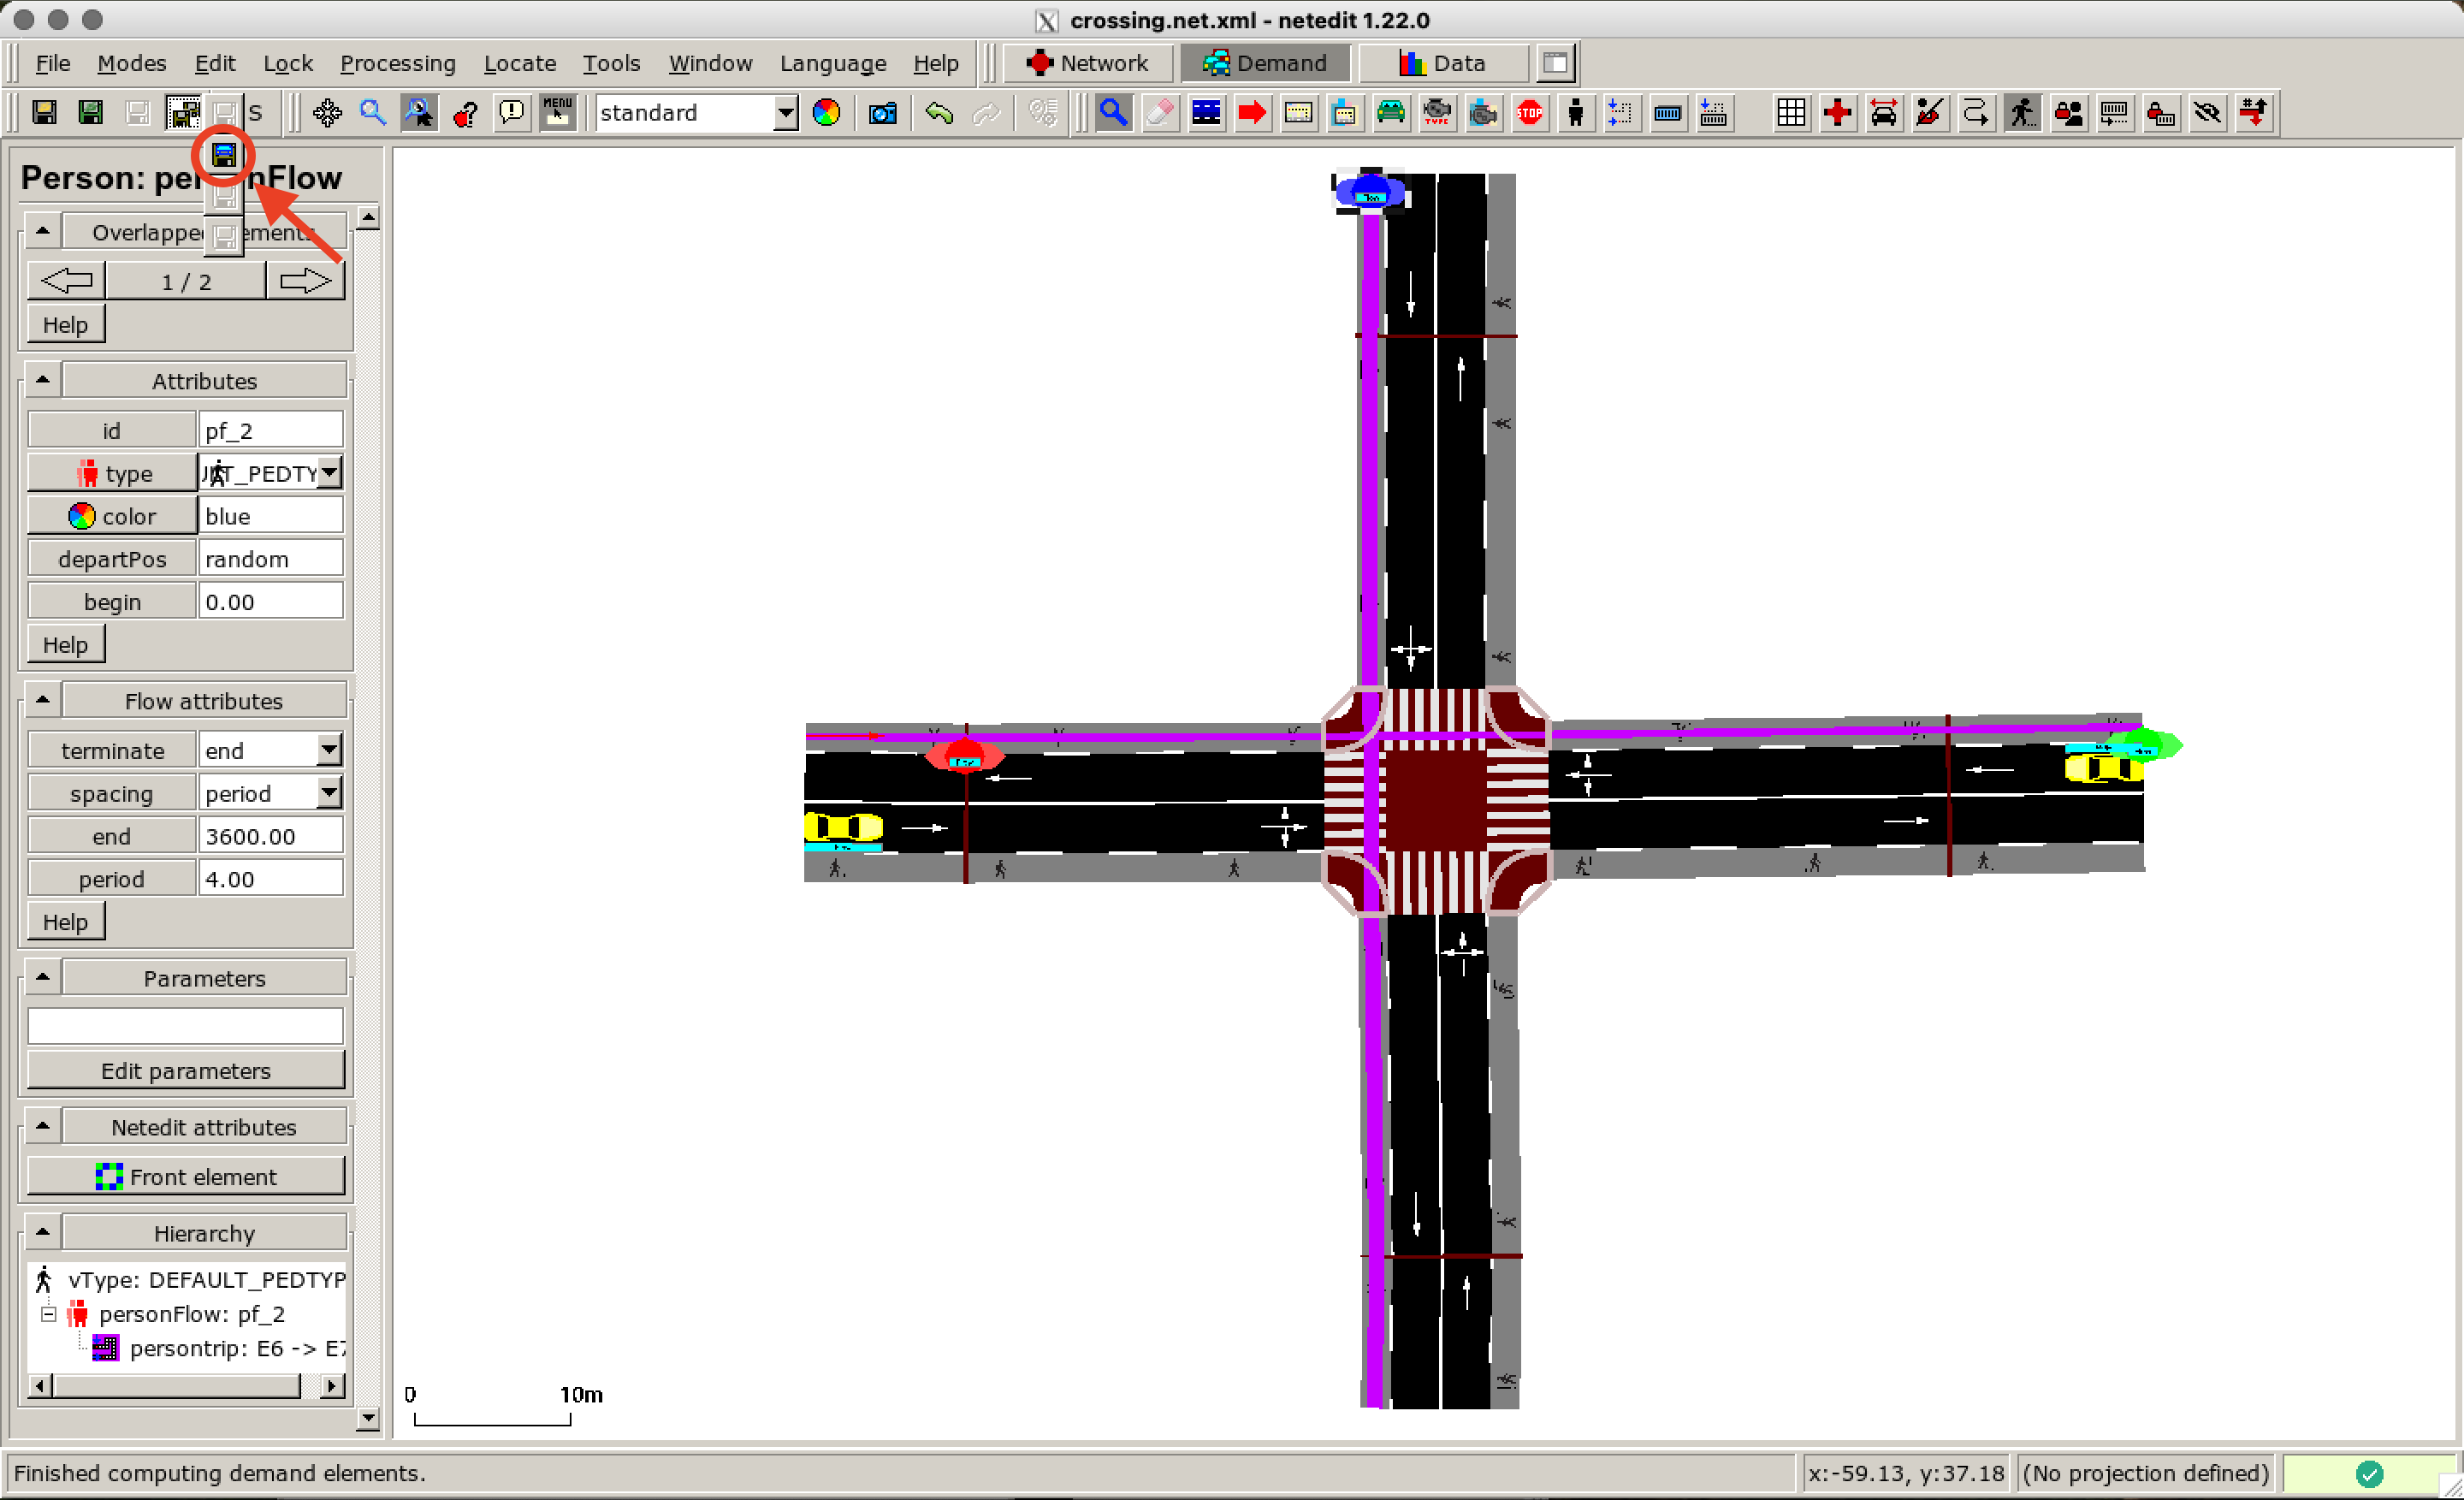 crossing.net.xml - netedit 1.22.0
File Modes Edit Lock Processing Locate Tools Window Language Help Network Demand Data
S MENU standard TYPE STOP
Person: pe nFlow
Overlapped ements
1 / 2
Help
Attributes
id pf_2
type T_PEDTY
color blue
departPos random
begin 0.00
Help
Flow attributes
terminate end
spacing period
end 3600.00
period 4.00
Help
Parameters
Edit parameters
Netedit attributes
Front element
Hierarchy
vType: DEFAULT_PEDTYP
personFlow: pf_2
persontrip: E6 -> E7
0 10m
Finished computing demand elements. x:-59.13, y:37.18 (No projection defined)